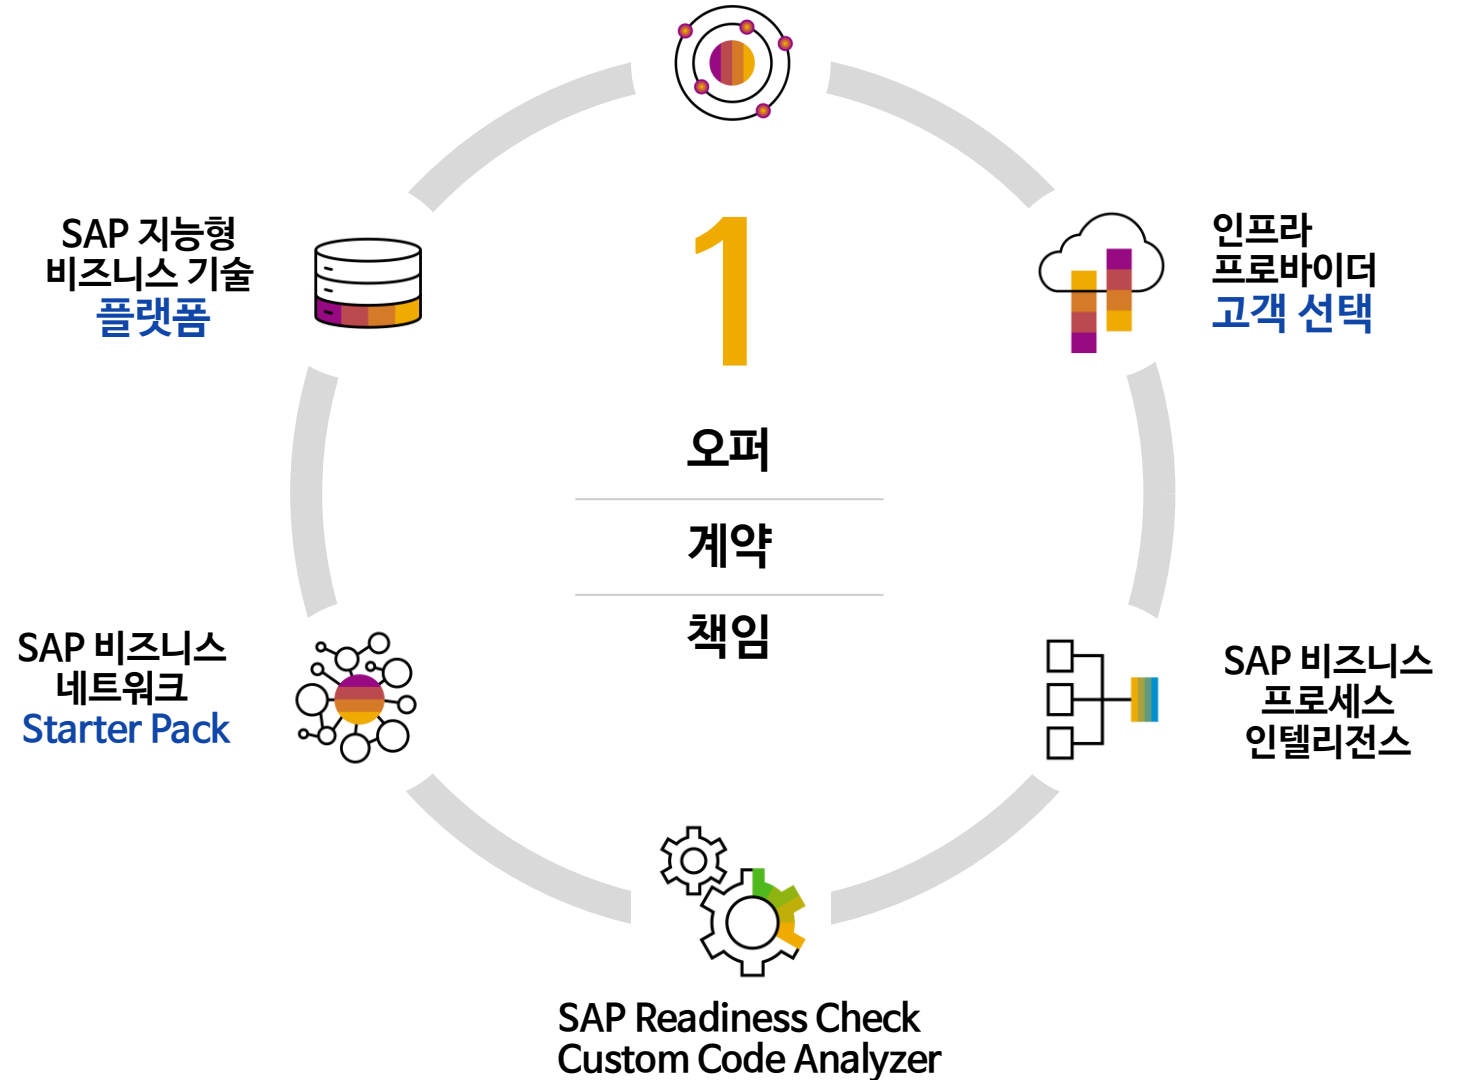 SAP 지능형
비즈니스 기술
플랫폼
1
오퍼
계약
책임
인프라
프로바이더
고객 선택
SAP 비즈니스
네트워크
Starter Pack
SAP 비즈니스
프로세스
인텔리전스
SAP Readiness Check
Custom Code Analyzer